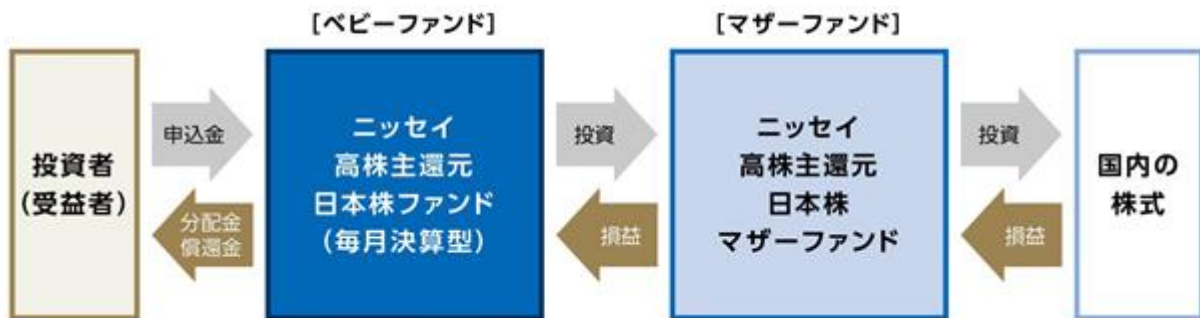 [ベビーファンド]
[マザーファンド]
投資者
(受益者)
申込金
分配金
償還金
ニッセイ
高株主還元
日本株ファンド
(毎月決算型)
投資
損益
ニッセイ
高株主還元
日本株
マザーファンド
投資
損益
国内の
株式